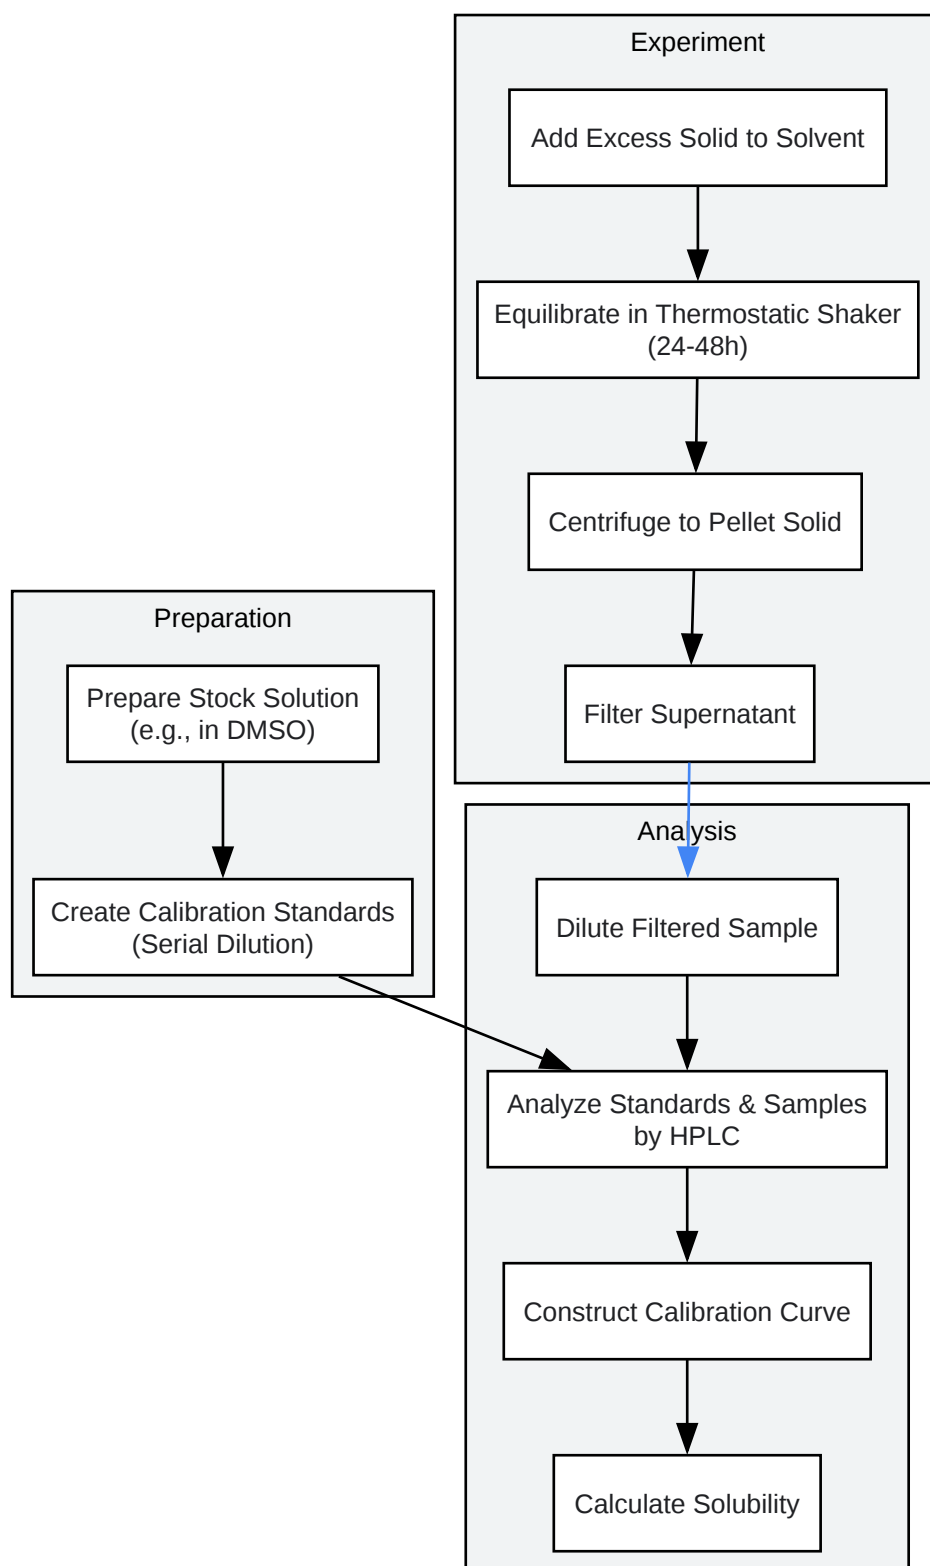 Experiment
Add Excess Solid to Solvent
Equilibrate in Thermostatic Shaker
(24-48h)
Centrifuge to Pellet Solid
Filter Supernatant
Preparation
Prepare Stock Solution
(e.g., in DMSO)
Create Calibration Standards
(Serial Dilution)
Analysis
Dilute Filtered Sample
Analyze Standards & Samples
by HPLC
Construct Calibration Curve
Calculate Solubility